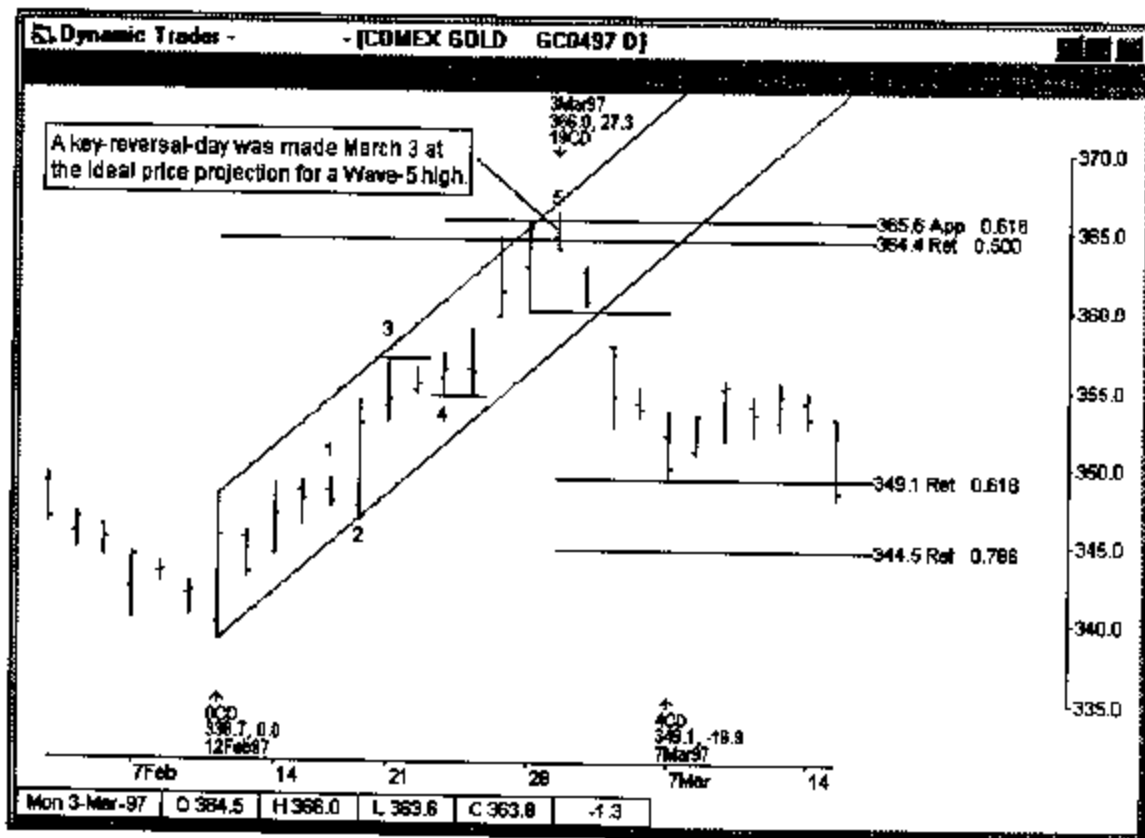 Dynamic Trader - - [COMEX GOLD GC0497 D]
3Mar97
366.0, 27.3
19CD
A key-reversal-day was made March 3 at
the ideal price projection for a Wave-5 high.
370.0
5
365.6 App 0.618
365.0
364.4 Ret 0.500
360.0
3
355.0
4
1
350.0
349.1 Ret 0.618
2
345.0
344.5 Ret 0.786
340.0
335.0
0CD
338.7, 0.0
12Feb97
4CD
349.1, -16.9
7Mar97
7Feb 14 21 28 7Mar 14
Mon 3-Mar-97 O 364.5 H 366.0 L 363.6 C 363.8 -1.3